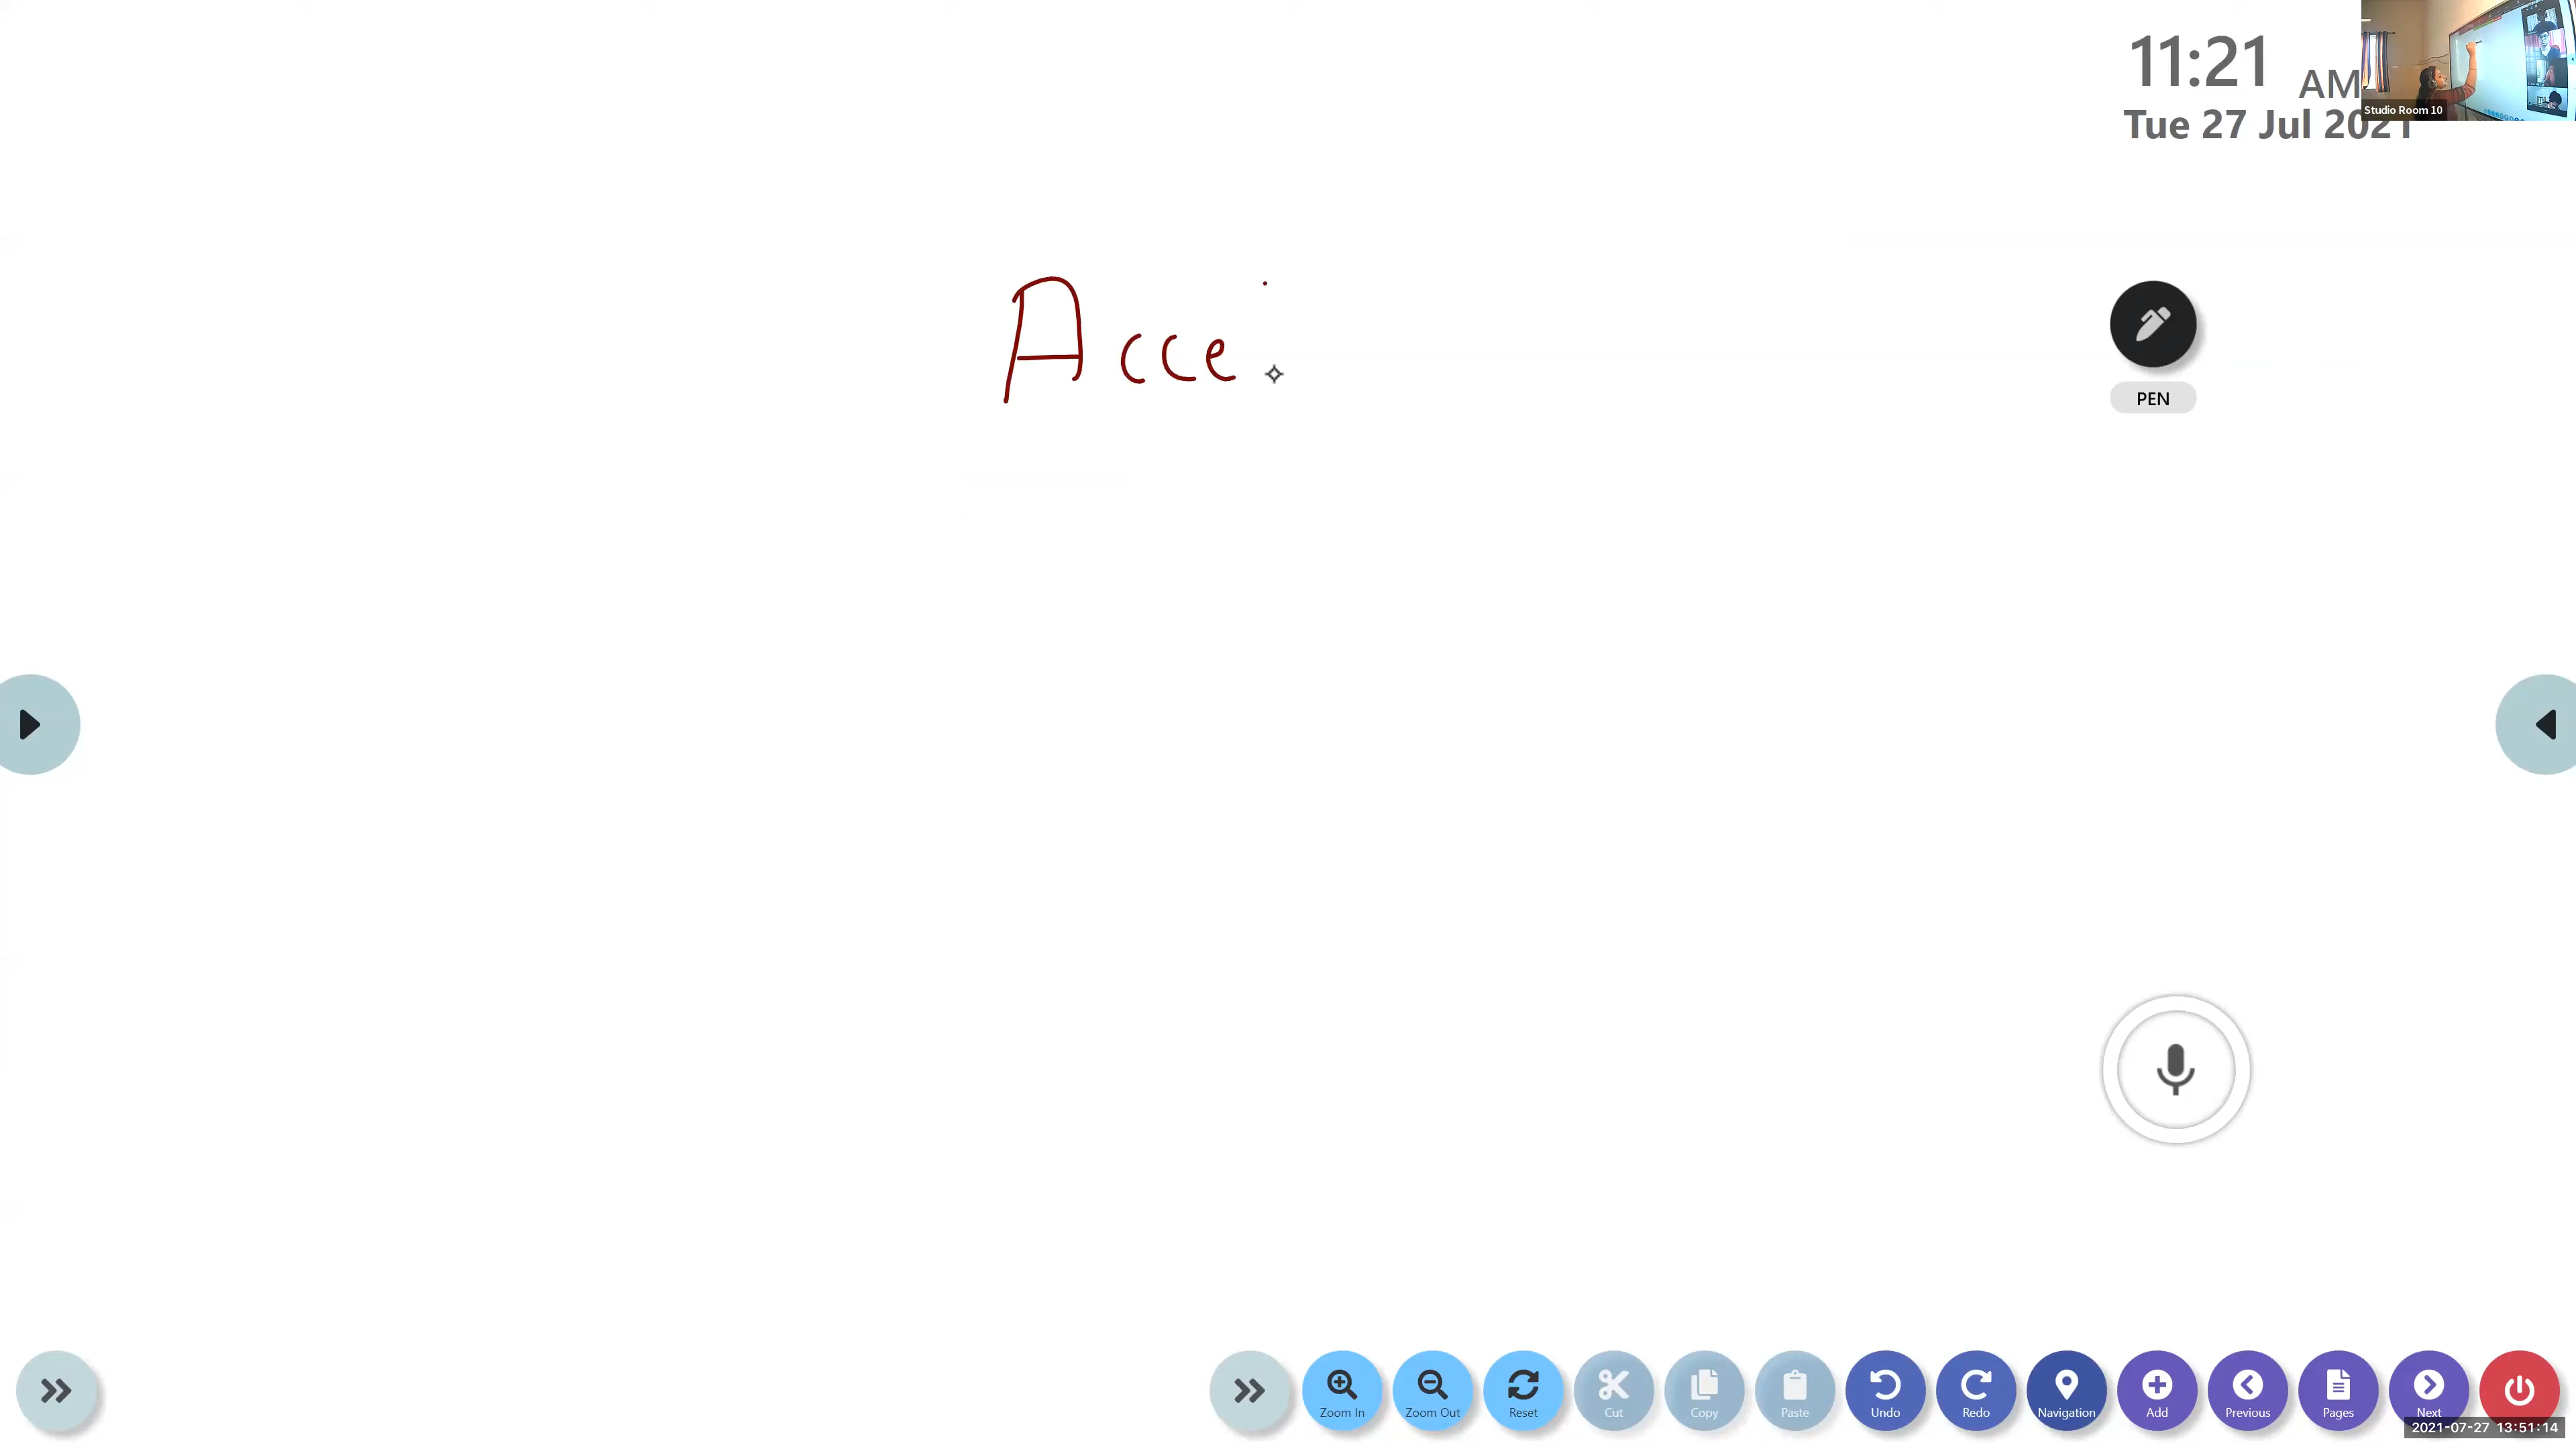 11:21 AM
Studio Room 10
Tue 27 Jul 2021
Acce
PEN
Zoom In Zoom Out Reset Cut Copy Paste Undo Redo Navigation Add Previous Pages Next
2021-07-27 13:51:14